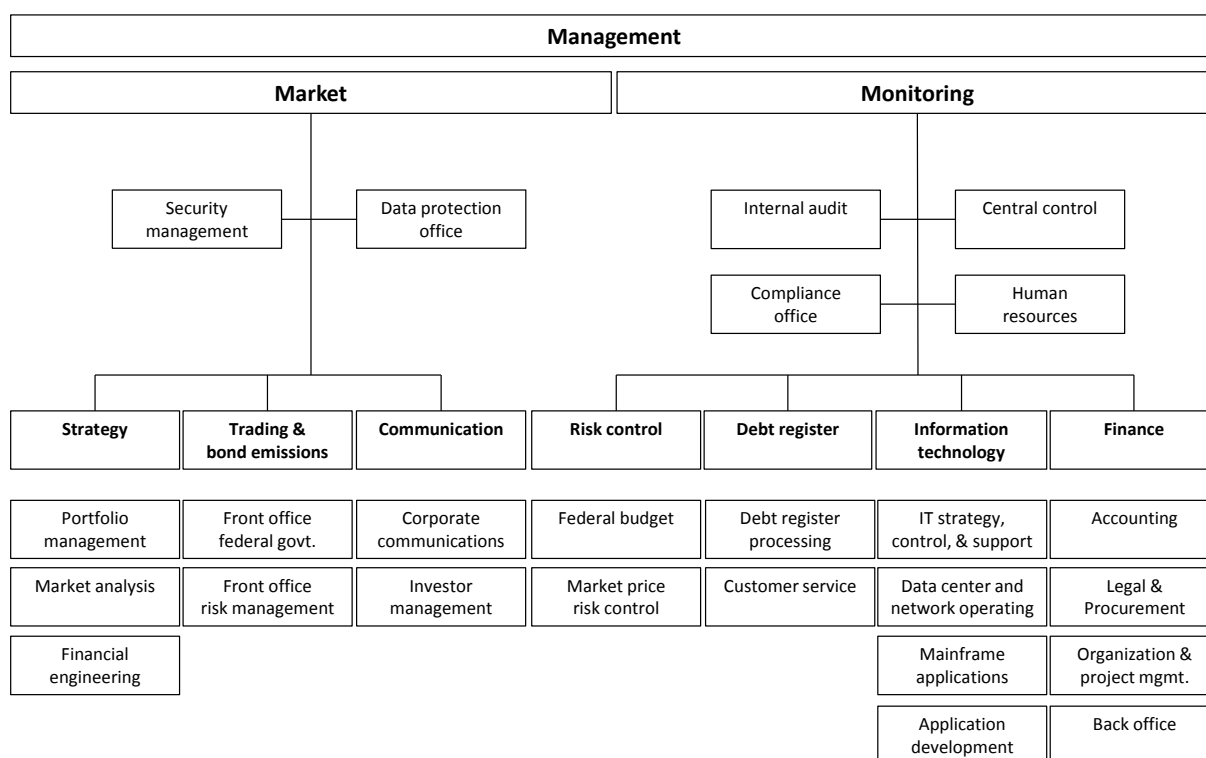 Management
Market
Monitoring
Security
management
Data protection
office
Internal audit
Central control
Compliance
office
Human
resources
Strategy
Trading &
bond emissions
Communication
Risk control
Debt register
Information
technology
Finance
Portfolio
management
Front office
federal govt.
Corporate
communications
Federal budget
Debt register
processing
IT strategy,
control, & support
Accounting
Market analysis
Front office
risk management
Investor
management
Market price
risk control
Customer service
Data center and
network operating
Legal &
Procurement
Financial
engineering
Mainframe
applications
Organization &
project mgmt.
Application
development
Back office